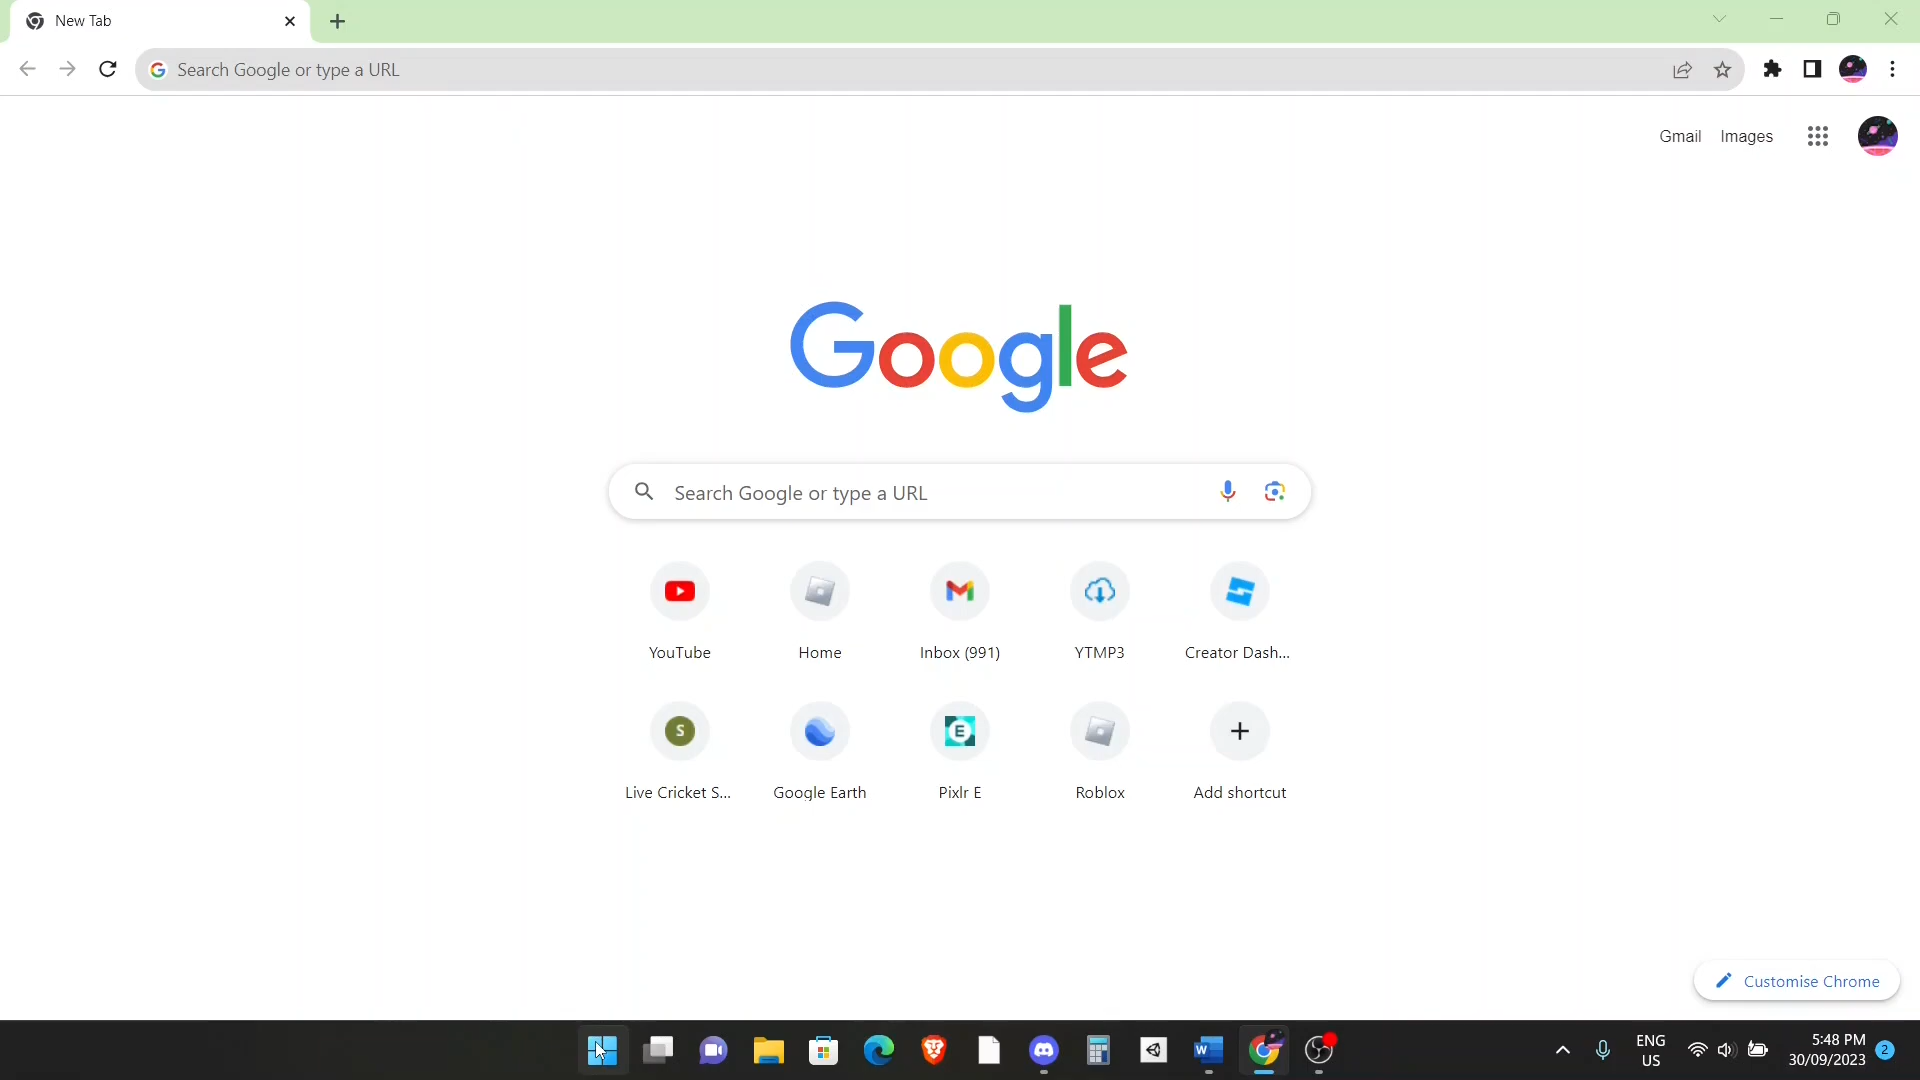 New Tab
Search Google or type a URL
Gmail Images
Google
Search Google or type a URL
YouTube
Home
Inbox (991)
YTMP3
Creator Dash...
S
E
Live Cricket S...
Google Earth
Pixlr E
Roblox
Add shortcut
Customise Chrome
W
ENG
US
5:48 PM
30/09/2023
2